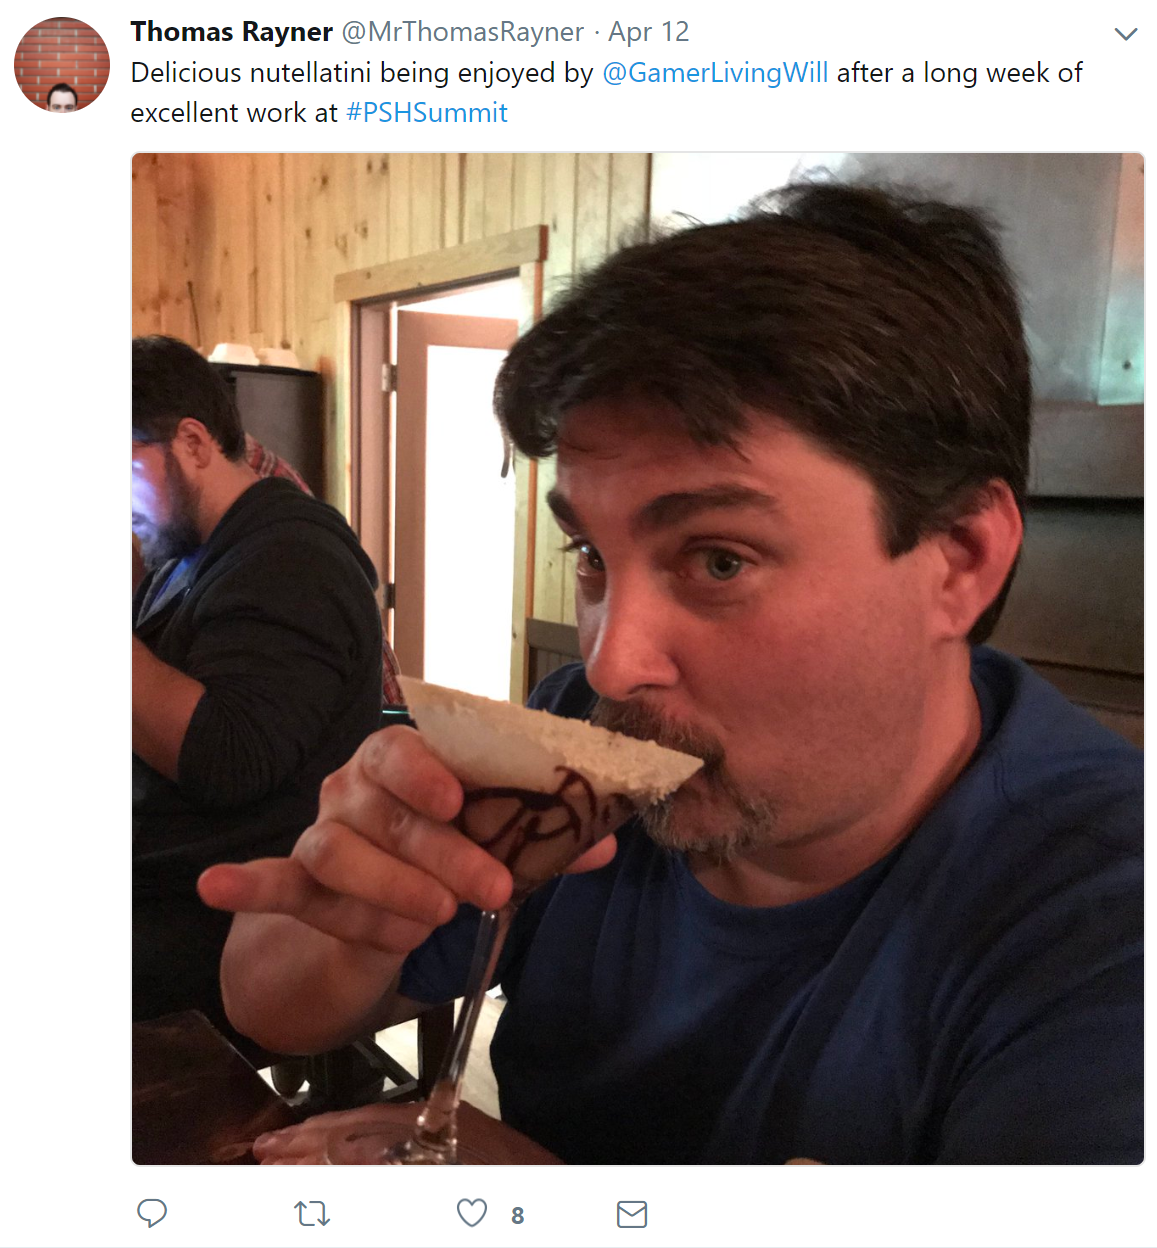 Thomas Rayner @MrThomasRayner · Apr 12
Delicious nutellatini being enjoyed by @GamerLivingWill after a long week of
excellent work at #PSHSummit
8